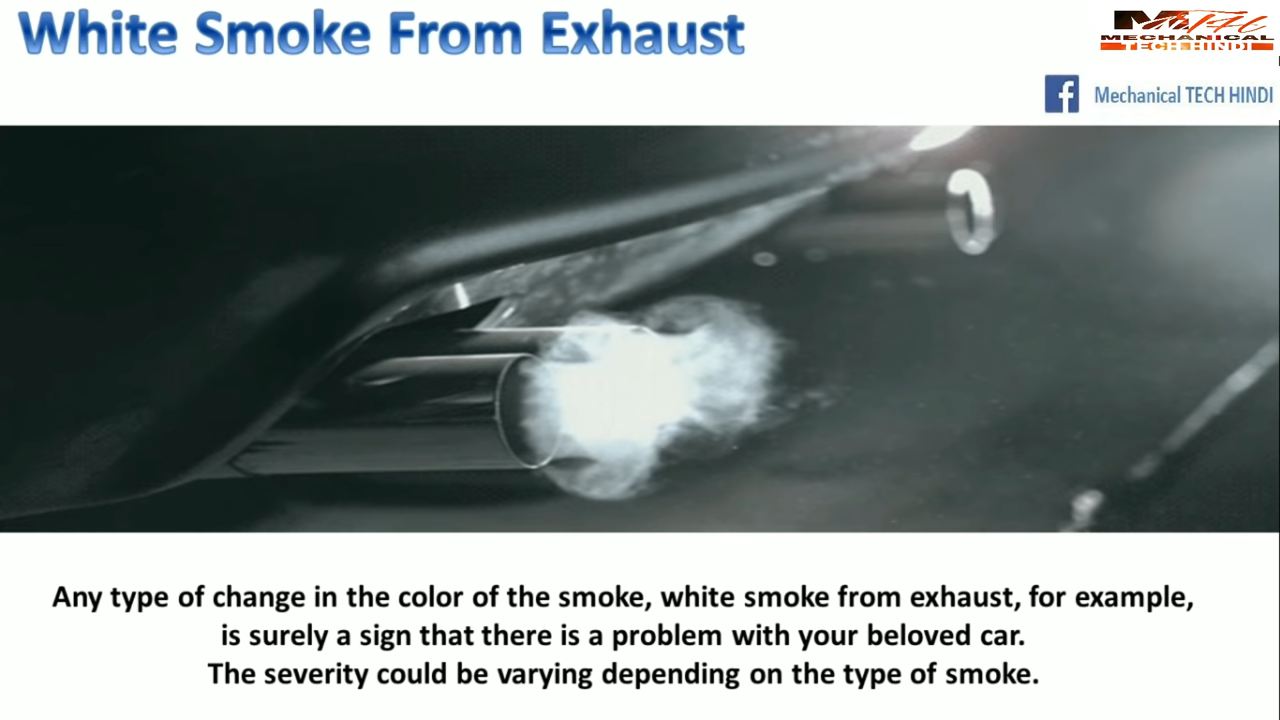 White Smoke From Exhaust
MECHANICAL
TECH HINDI
Mechanical TECH HINDI
Any type of change in the color of the smoke, white smoke from exhaust, for example,
is surely a sign that there is a problem with your beloved car.
The severity could be varying depending on the type of smoke.